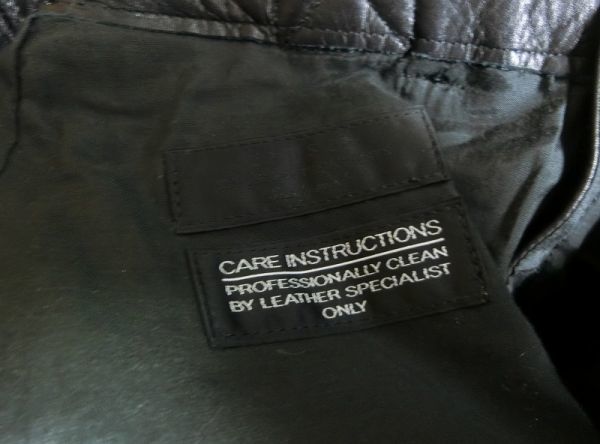 CARE INSTRUCTIONS
PROFESSIONALLY CLEAN
BY LEATHER SPECIALIST
ONLY